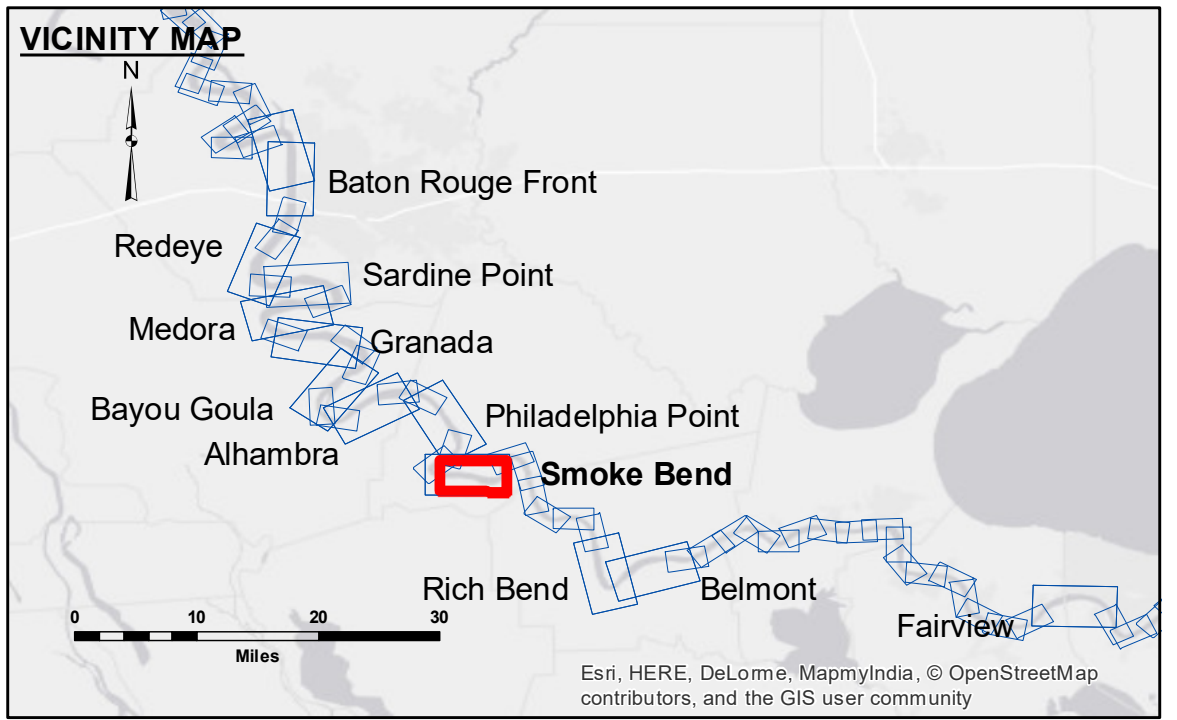 VICINITY MAP
N
Baton Rouge Front
Redeye
Sardine Point
Medora
Granada
Bayou Goula
Philadelphia Point
Alhambra
Smoke Bend
Rich Bend
Belmont
Fairview
0 10 20 30
Miles
Esri, HERE, DeLorme, MapmyIndia, © OpenStreetMap
contributors, and the GIS user community